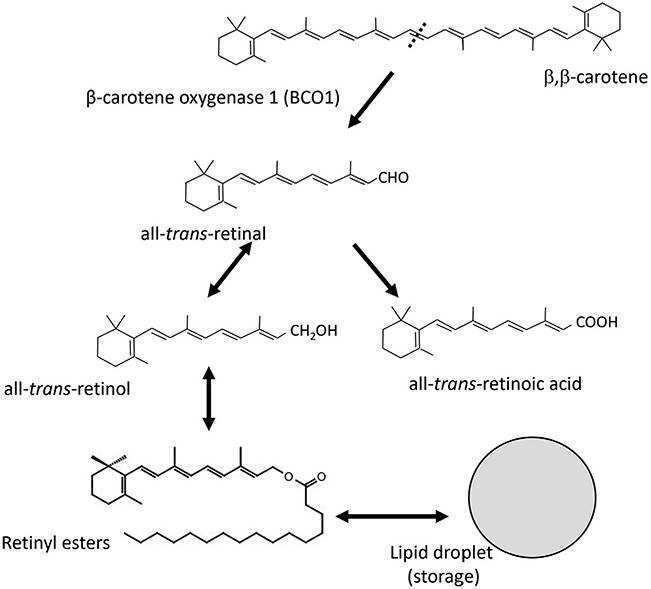 β,β-carotene
β-carotene oxygenase 1 (BCO1)
CHO
all-trans-retinal
CH₂OH
COOH
all-trans-retinol
all-trans-retinoic acid
O
O
Retinyl esters
Lipid droplet
(storage)